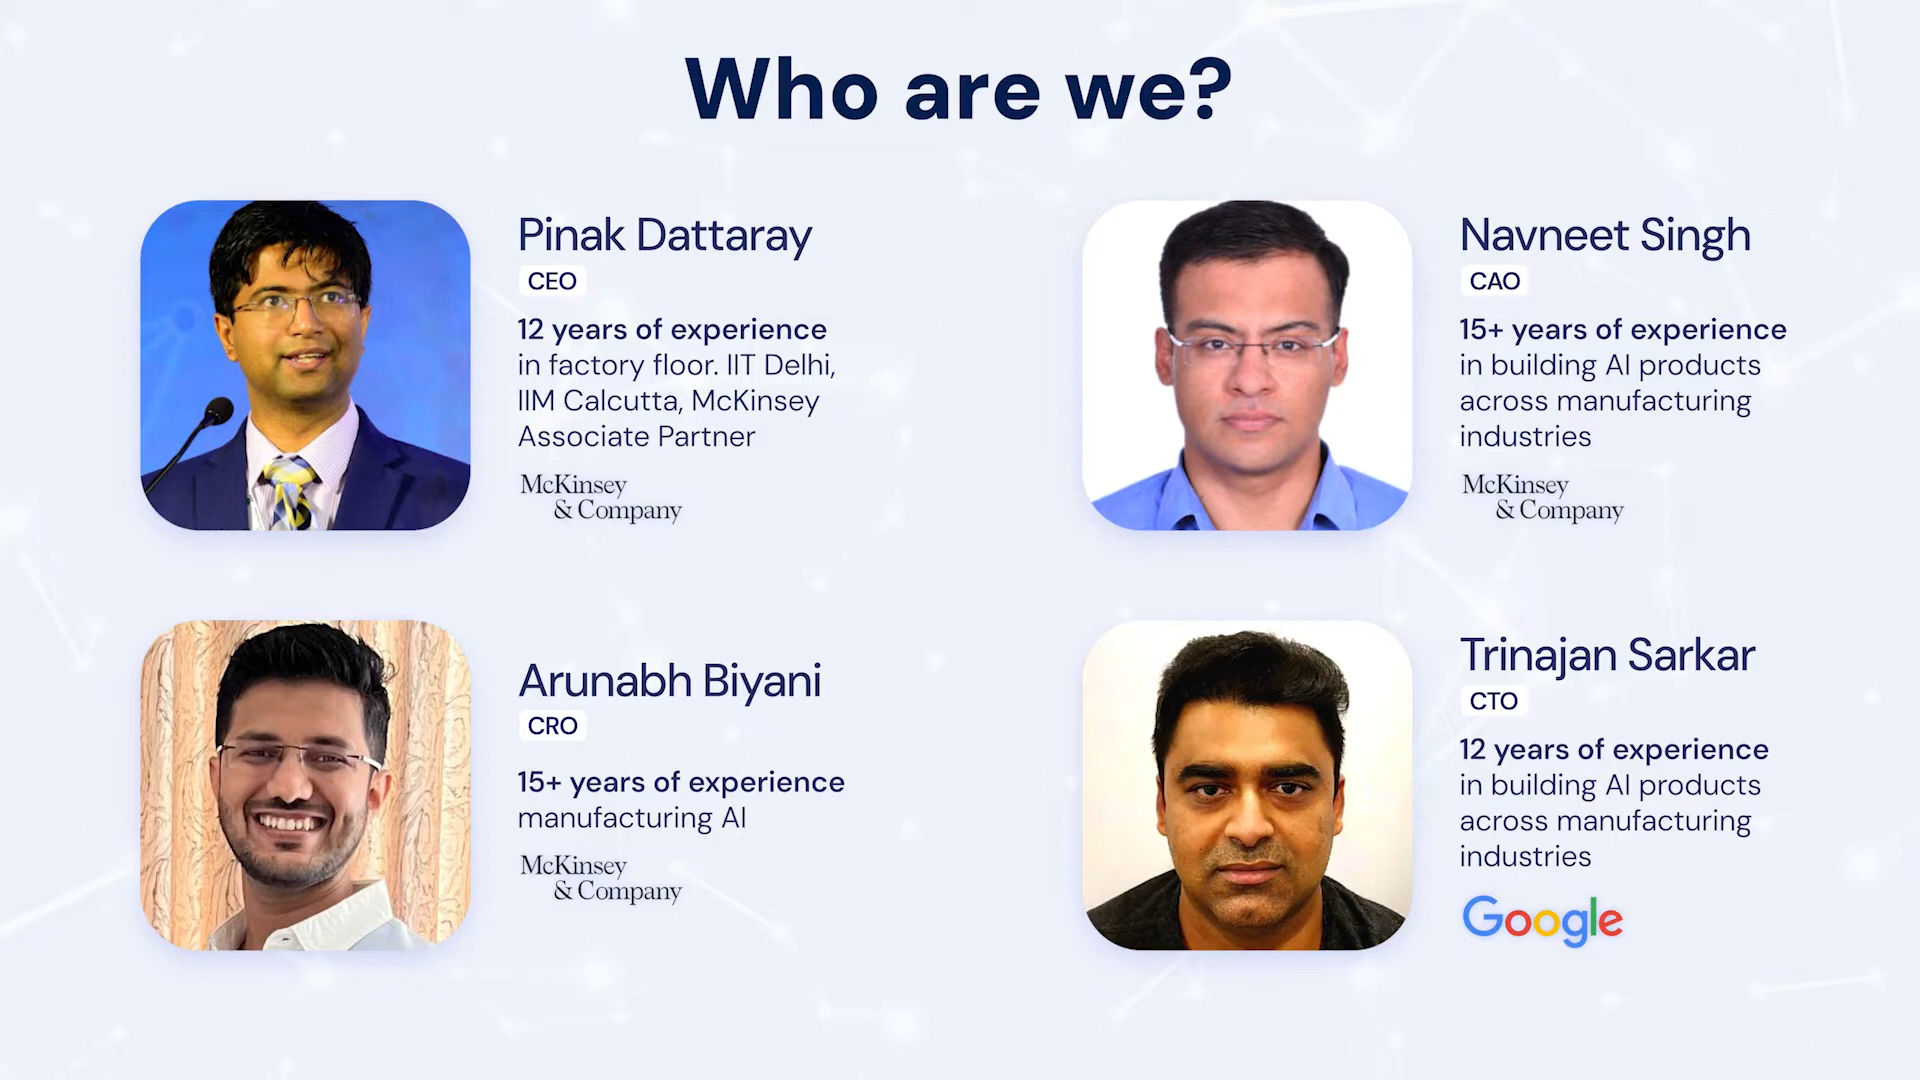 Who are we?
Pinak Dattaray
CEO
12 years of experience
in factory floor. IIT Delhi,
IIM Calcutta, McKinsey
Associate Partner
McKinsey
& Company
Navneet Singh
CAO
15+ years of experience
in building AI products
across manufacturing
industries
McKinsey
& Company
Arunabh Biyani
CRO
15+ years of experience
manufacturing AI
McKinsey
& Company
Trinajan Sarkar
CTO
12 years of experience
in building AI products
across manufacturing
industries
Google